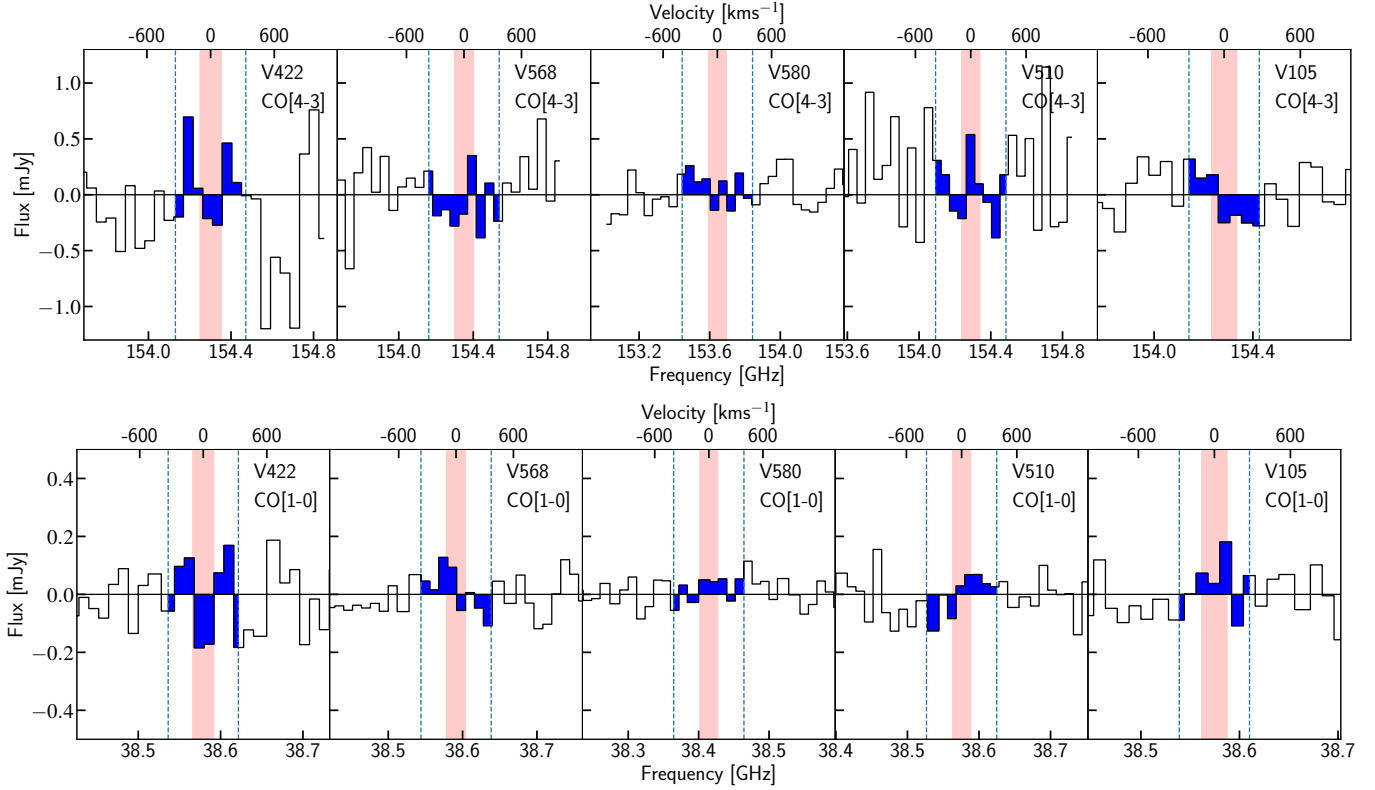 Velocity [kms−1]
-600 0 600 -600 0 600 -600 0 600 -600 0 600 -600 0 600
V422 V568 V580 V510 V105
CO[4-3] CO[4-3] CO[4-3] CO[4-3] CO[4-3]
1.0
0.5
0.0
−0.5
−1.0
Flux [mJy]
154.0 154.4 154.8 154.0 154.4 154.8 153.2 153.6 154.0 153.6 154.0 154.4 154.8 154.0 154.4
Frequency [GHz]
Velocity [kms−1]
-600 0 600 -600 0 600 -600 0 600 -600 0 600 -600 0 600
V422 V568 V580 V510 V105
CO[1-0] CO[1-0] CO[1-0] CO[1-0] CO[1-0]
0.4
0.2
0.0
−0.2
−0.4
Flux [mJy]
38.5 38.6 38.7 38.5 38.6 38.7 38.3 38.4 38.5 38.4 38.5 38.6 38.7 38.5 38.6 38.7
Frequency [GHz]